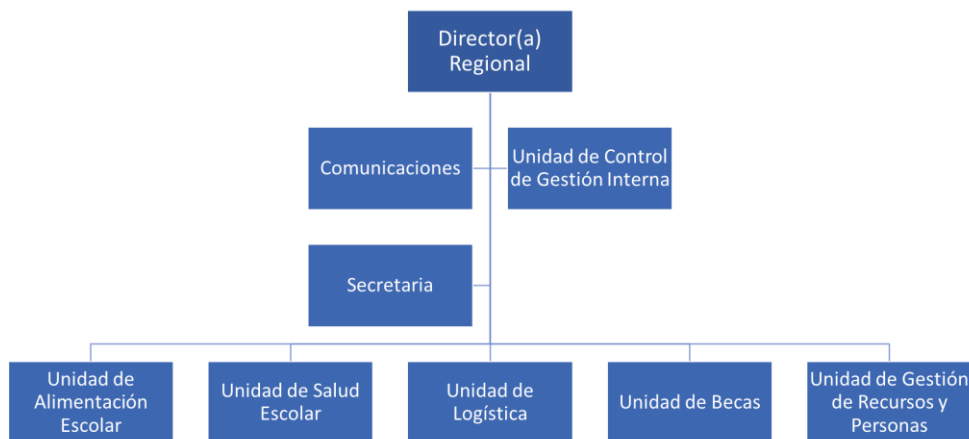 Director(a)
Regional
Comunicaciones
Unidad de Control
de Gestión Interna
Secretaria
Unidad de
Alimentación
Escolar
Unidad de Salud
Escolar
Unidad de
Logística
Unidad de Becas
Unidad de Gestión
de Recursos y
Personas